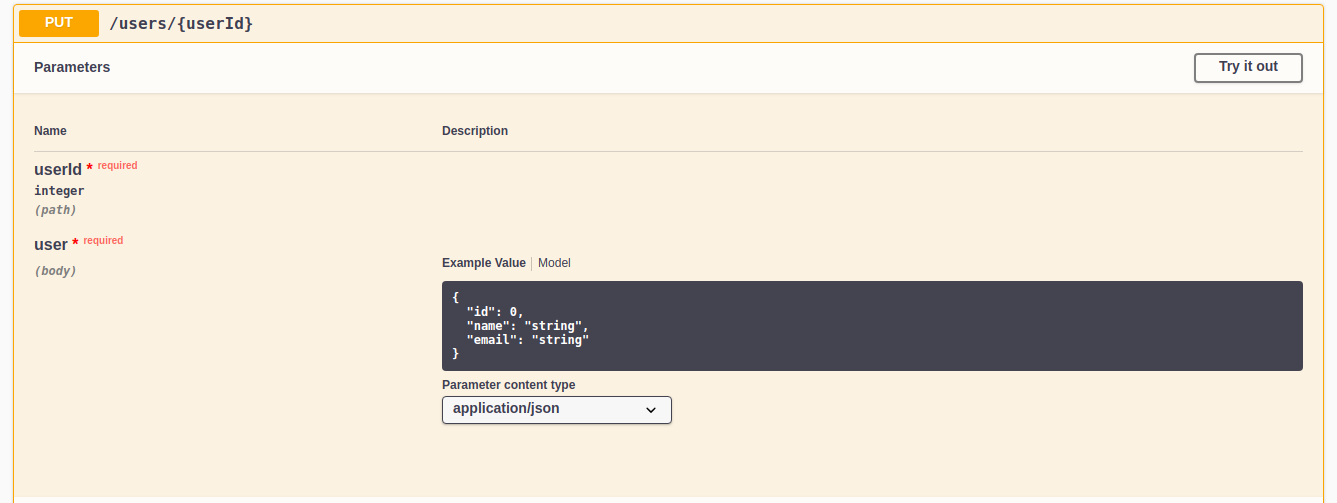 PUT /users/{userId}
Parameters Try it out
Name Description
userId * required
integer
(path)
user * required
(body)
Example Value Model
{
"id": 0,
"name": "string",
"email": "string"
}
Parameter content type
application/json